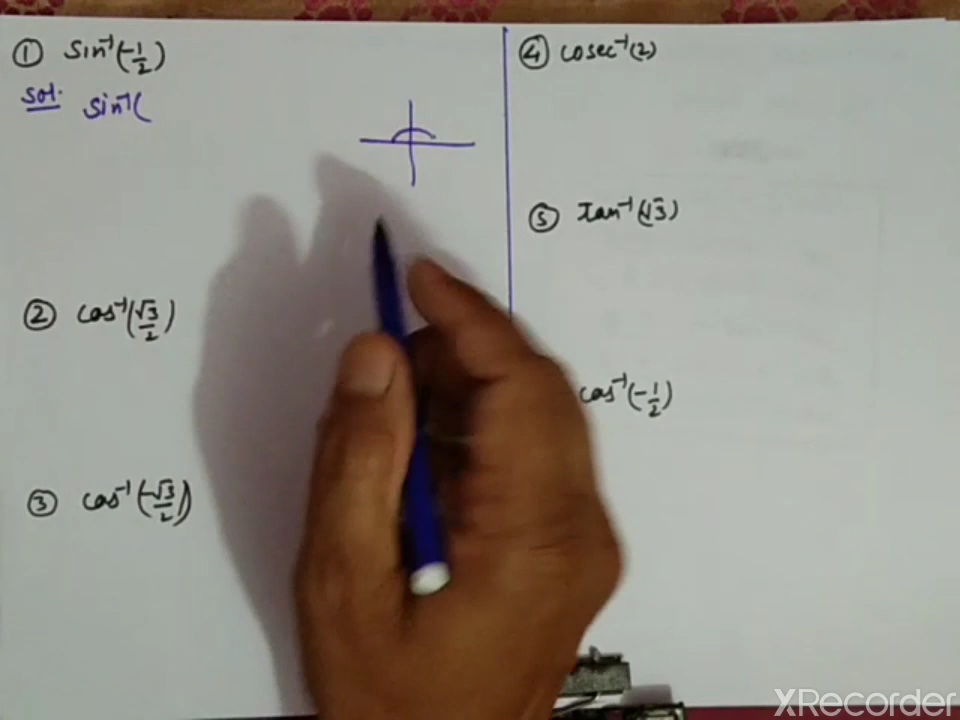 ① sin⁻¹(-1/2)
Sol. sin⁻¹(
② cos⁻¹(√3/2)
③ cos⁻¹(-√3/2)
④ cosec⁻¹(2)
⑤ tan⁻¹(√3)
cos⁻¹(-1/2)
XRecorder